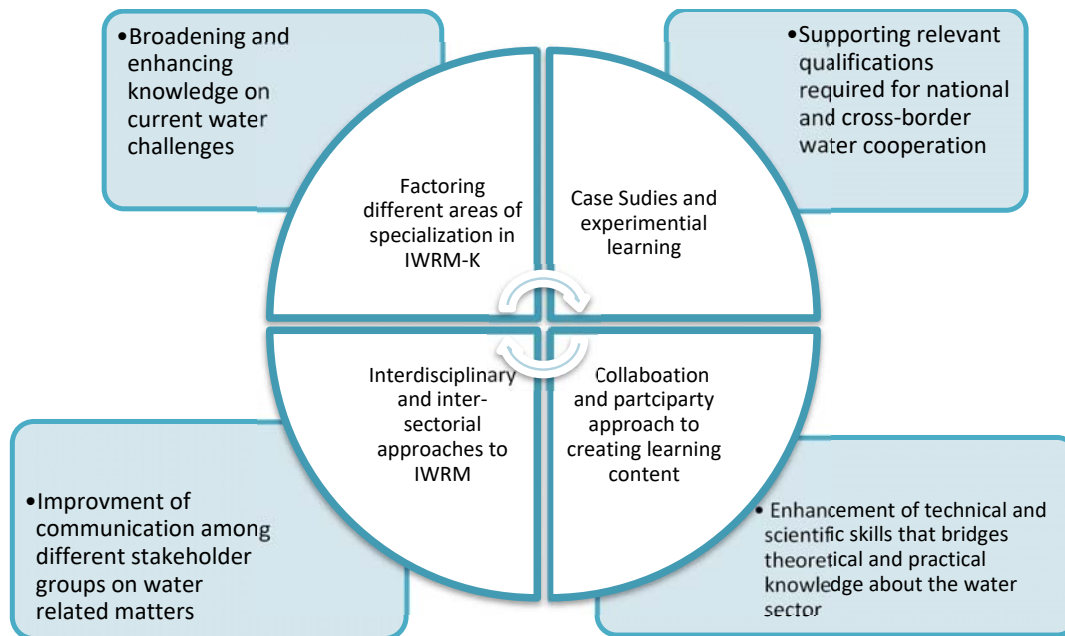 •Broadening and
enhancing
knowledge on
current water
challenges
•Supporting relevant
qualifications
required for national
and cross-border
water cooperation
Factoring
different areas of
specialization in
IWRM-K
Case Sudies and
experimential
learning
Interdisciplinary
and inter-
sectorial
approaches to
IWRM
Collaboation
and partciparty
approach to
creating learning
content
•Improvment of
communication among
different stakeholder
groups on water
related matters
• Enhancement of technical and
scientific skills that bridges
theoretical and practical
knowledge about the water
sector